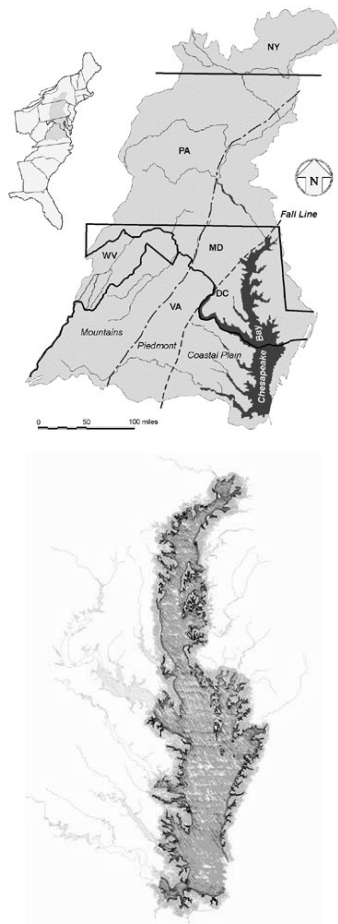 NY
PA
N
Fall Line
WV
MD
DC
VA
Mountains
Piedmont
Coastal Plain
Chesapeake Bay
0 50 100 miles